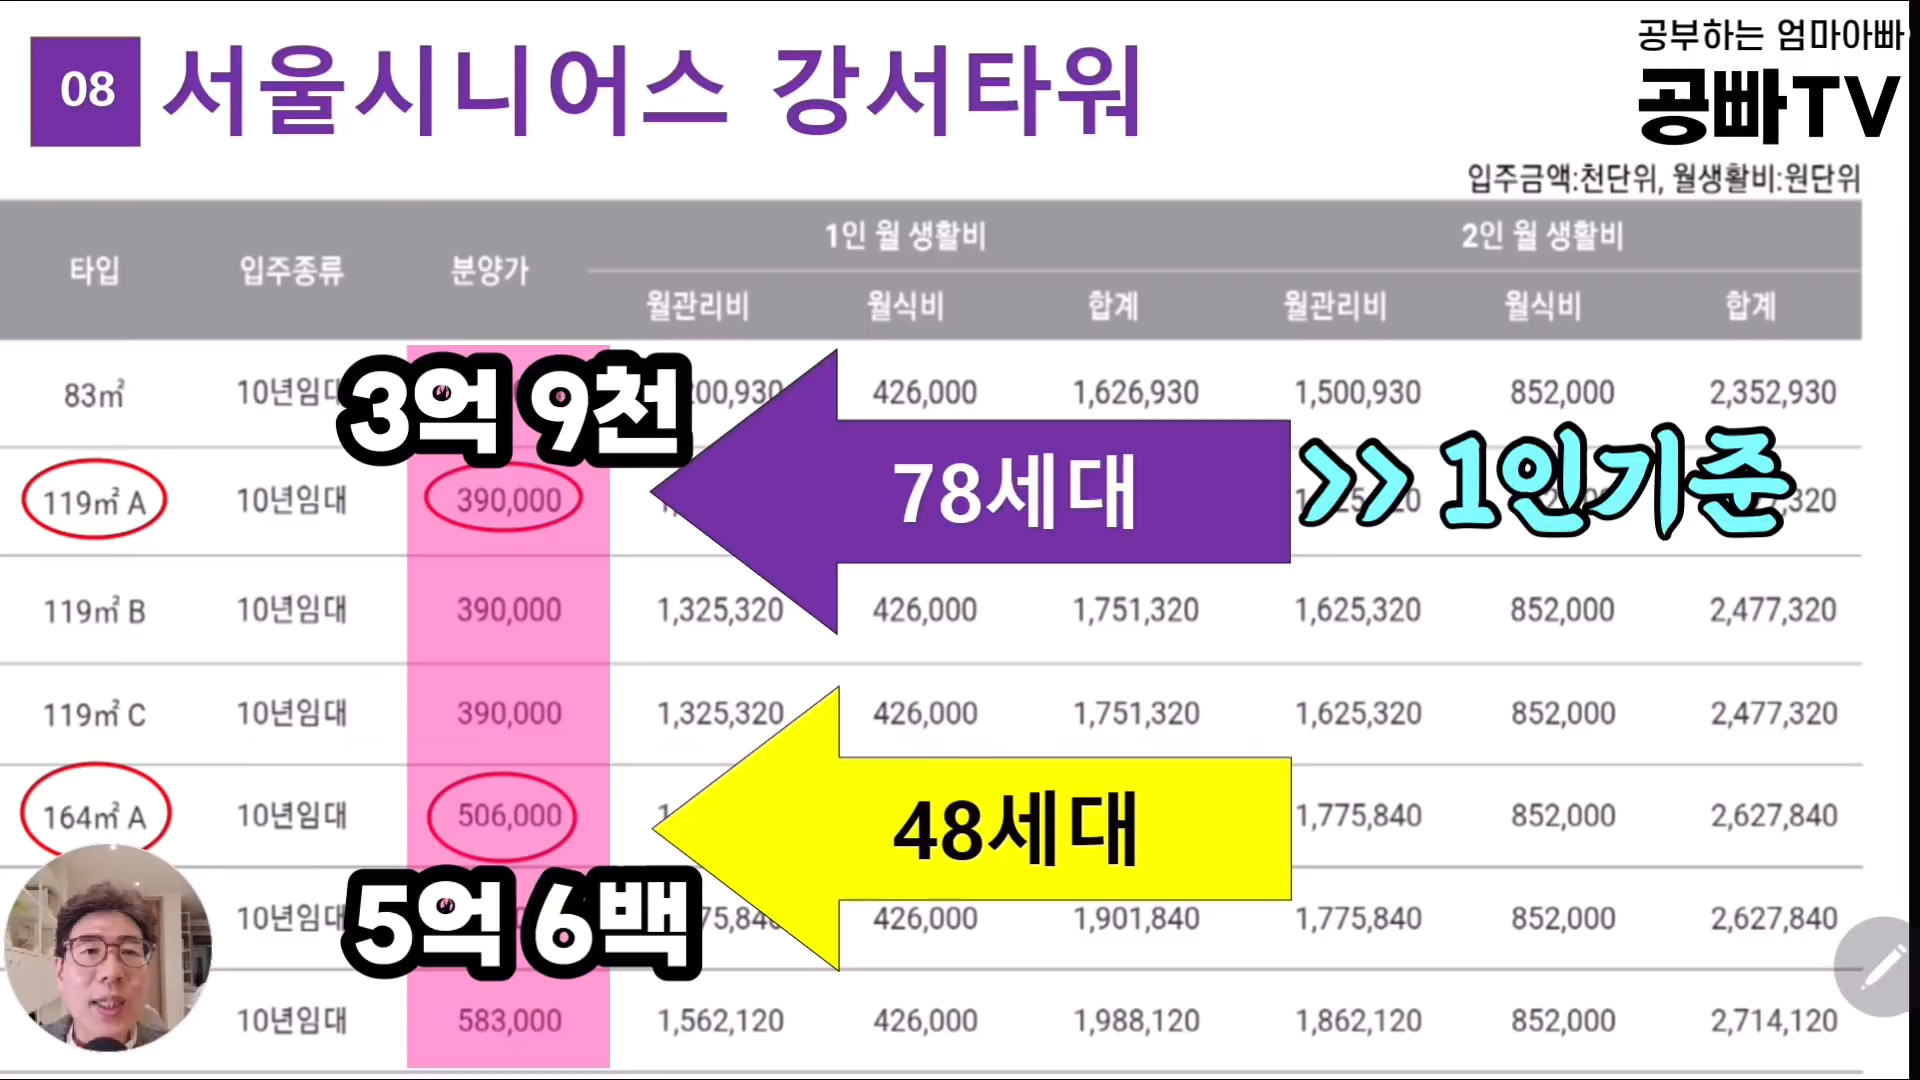 공부하는 엄마아빠
08 서울시니어스 강서타워
공빠TV
입주금액:천단위, 월생활비:원단위
타입 입주종류 분양가 1인 월 생활비 2인 월 생활비
월관리비 월식비 합계 월관리비 월식비 합계
83㎡ 10년임대 3억 9천 426,000 1,626,930 1,500,930 852,000 2,352,930
119㎡ A 10년임대 390,000 78세대 >> 1인기준
119㎡ B 10년임대 390,000 1,325,320 426,000 1,751,320 1,625,320 852,000 2,477,320
119㎡ C 10년임대 390,000 1,325,320 426,000 1,751,320 1,625,320 852,000 2,477,320
164㎡ A 10년임대 506,000 48세대 1,775,840 852,000 2,627,840
10년임대 5억 6백 426,000 1,901,840 1,775,840 852,000 2,627,840
10년임대 583,000 1,562,120 426,000 1,988,120 1,862,120 852,000 2,714,120